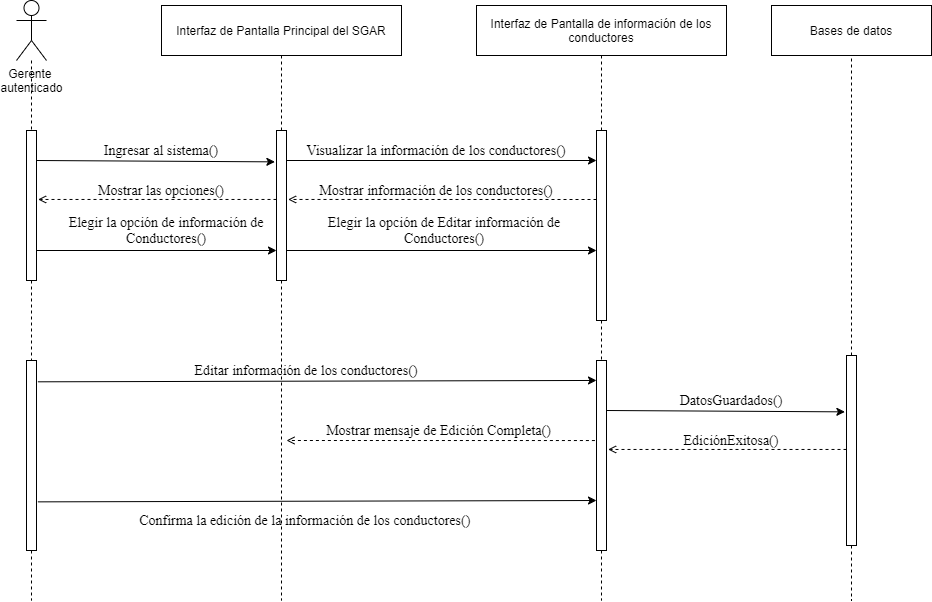 Interfaz de Pantalla Principal del SGAR
Interfaz de Pantalla de información de los
conductores
Bases de datos
Gerente
autenticado
Ingresar al sistema()
Visualizar la información de los conductores()
Mostrar las opciones()
Mostrar información de los conductores()
Elegir la opción de información de
Conductores()
Elegir la opción de Editar información de
Conductores()
Editar información de los conductores()
DatosGuardados()
Mostrar mensaje de Edición Completa()
EdiciónExitosa()
Confirma la edición de la información de los conductores()